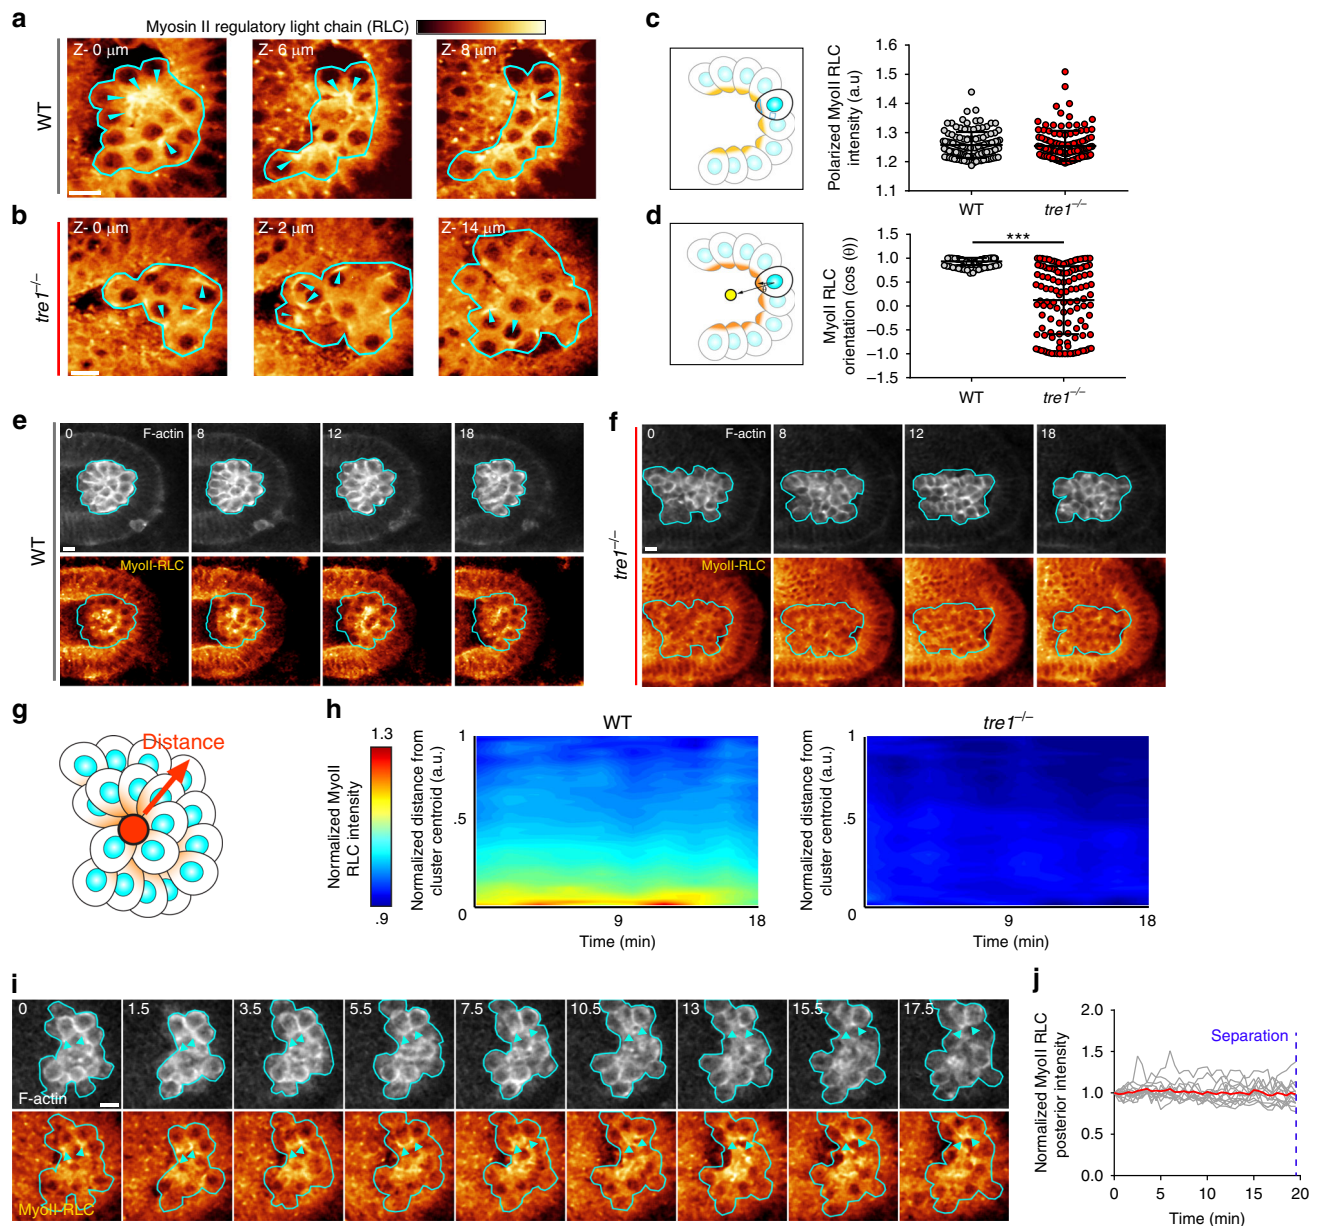 a
Myosin II regulatory light chain (RLC)
WT
Z- 0 μm
Z- 6 μm
Z- 8 μm
b
tre1−/−
Z- 0 μm
Z- 2 μm
Z- 14 μm
c
Polarized MyoII RLC
intensity (a.u)
1.6
1.5
1.4
1.3
1.2
1.1
WT
tre1−/−
d
MyoII RLC
orientation (cos (θ))
1.5
1.0
0.5
0.0
−0.5
−1.0
−1.5
***
WT
tre1−/−
e
WT
0
F-actin
8
12
18
MyoII-RLC
f
tre1−/−
0
F-actin
8
12
18
MyoII-RLC
g
Distance
h
Normalized MyoII
RLC intensity
1.3
.9
WT
Normalized distance from
cluster centroid (a.u.)
1
.5
0
9
18
Time (min)
tre1−/−
Normalized distance from
cluster centroid (a.u.)
1
.5
0
9
18
Time (min)
i
0
1.5
3.5
5.5
7.5
10.5
13
15.5
17.5
F-actin
MyoII-RLC
j
Normalized MyoII RLC
posterior intensity
2.0
1.5
1.0
0.5
0.0
Separation
0
5
10
15
20
Time (min)